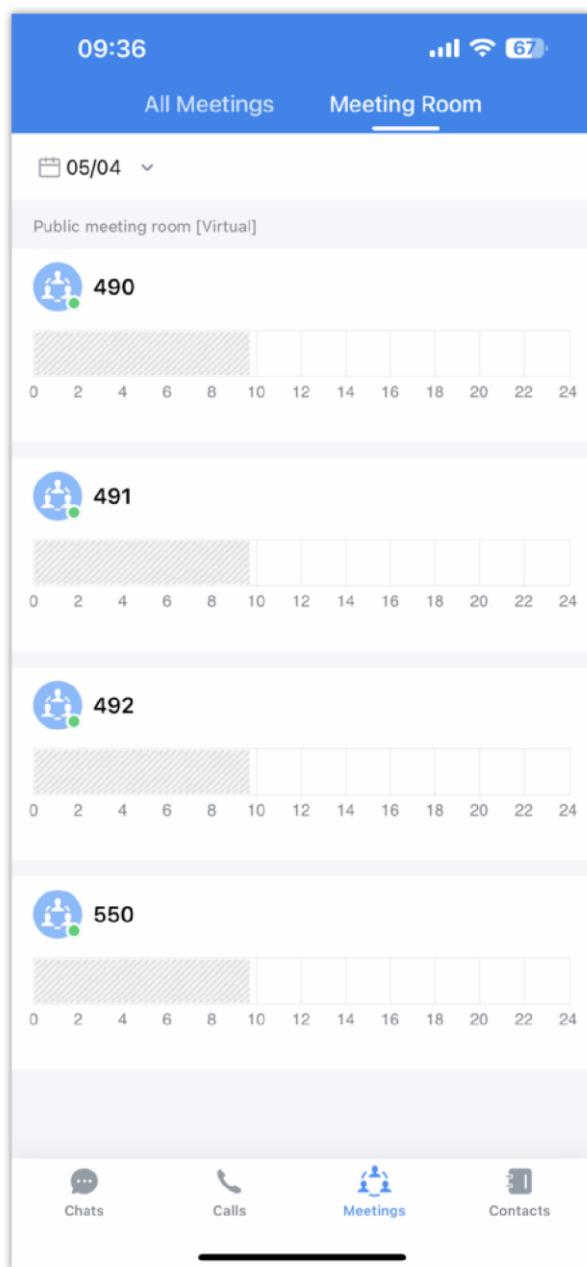 09:36 67
All Meetings Meeting Room
05/04
Public meeting room [Virtual]
490
0 2 4 6 8 10 12 14 16 18 20 22 24
491
0 2 4 6 8 10 12 14 16 18 20 22 24
492
0 2 4 6 8 10 12 14 16 18 20 22 24
550
0 2 4 6 8 10 12 14 16 18 20 22 24
Chats Calls Meetings Contacts